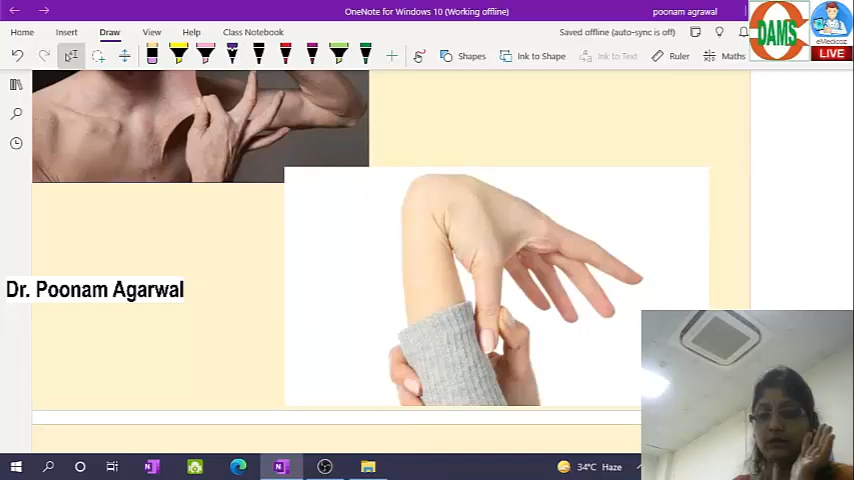 OneNote for Windows 10 (Working offline)
poonam agrawal
Home
Insert
Draw
View
Class Notebook
Saved offline (auto-sync is off)
Ink to Shape
Shapes
Ink to Text
Ruler
Maths
DAMS
eMedicoz
LIVE
Dr. Poonam Agarwal
34°C Haze